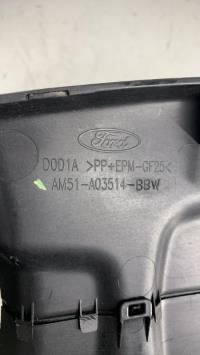 Ford
D0D1A >PP+EPM-GF25<
AM51-A03514-BBW